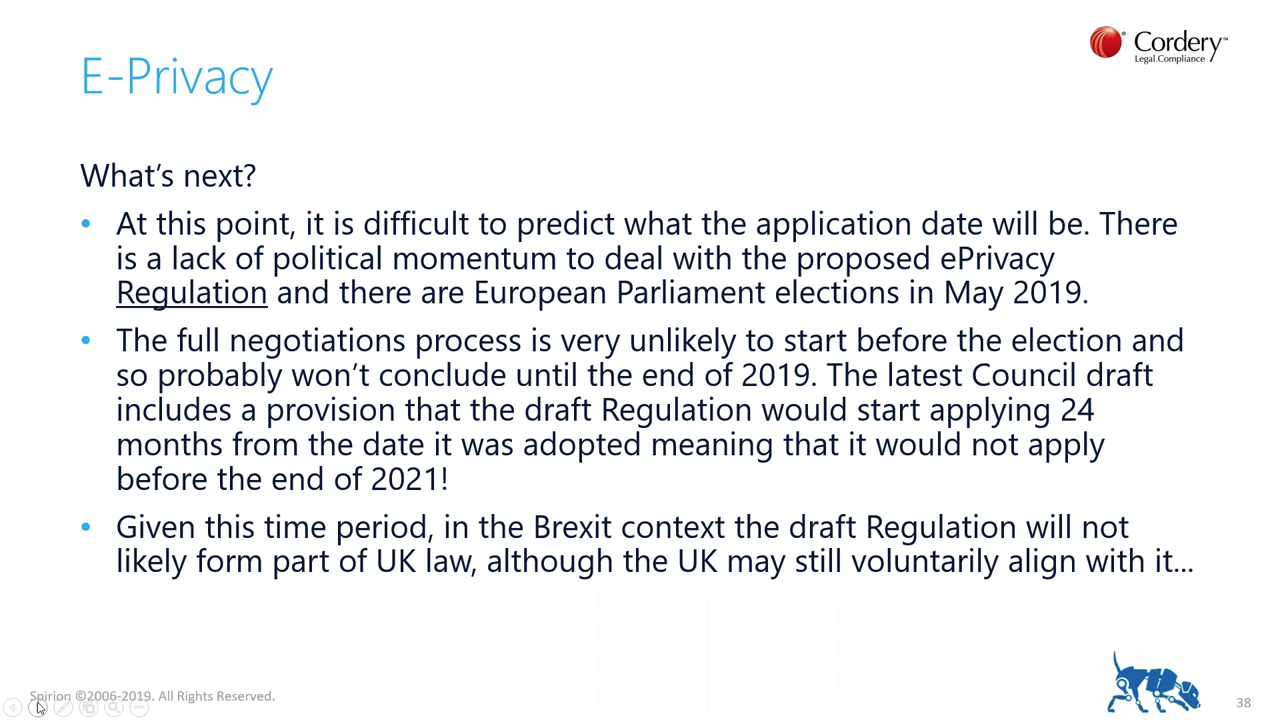 Cordery™
Legal.Compliance
E-Privacy
What's next?
• At this point, it is difficult to predict what the application date will be. There
is a lack of political momentum to deal with the proposed ePrivacy
Regulation and there are European Parliament elections in May 2019.
• The full negotiations process is very unlikely to start before the election and
so probably won't conclude until the end of 2019. The latest Council draft
includes a provision that the draft Regulation would start applying 24
months from the date it was adopted meaning that it would not apply
before the end of 2021!
• Given this time period, in the Brexit context the draft Regulation will not
likely form part of UK law, although the UK may still voluntarily align with it...
Spirion ©2006-2019. All Rights Reserved.
38